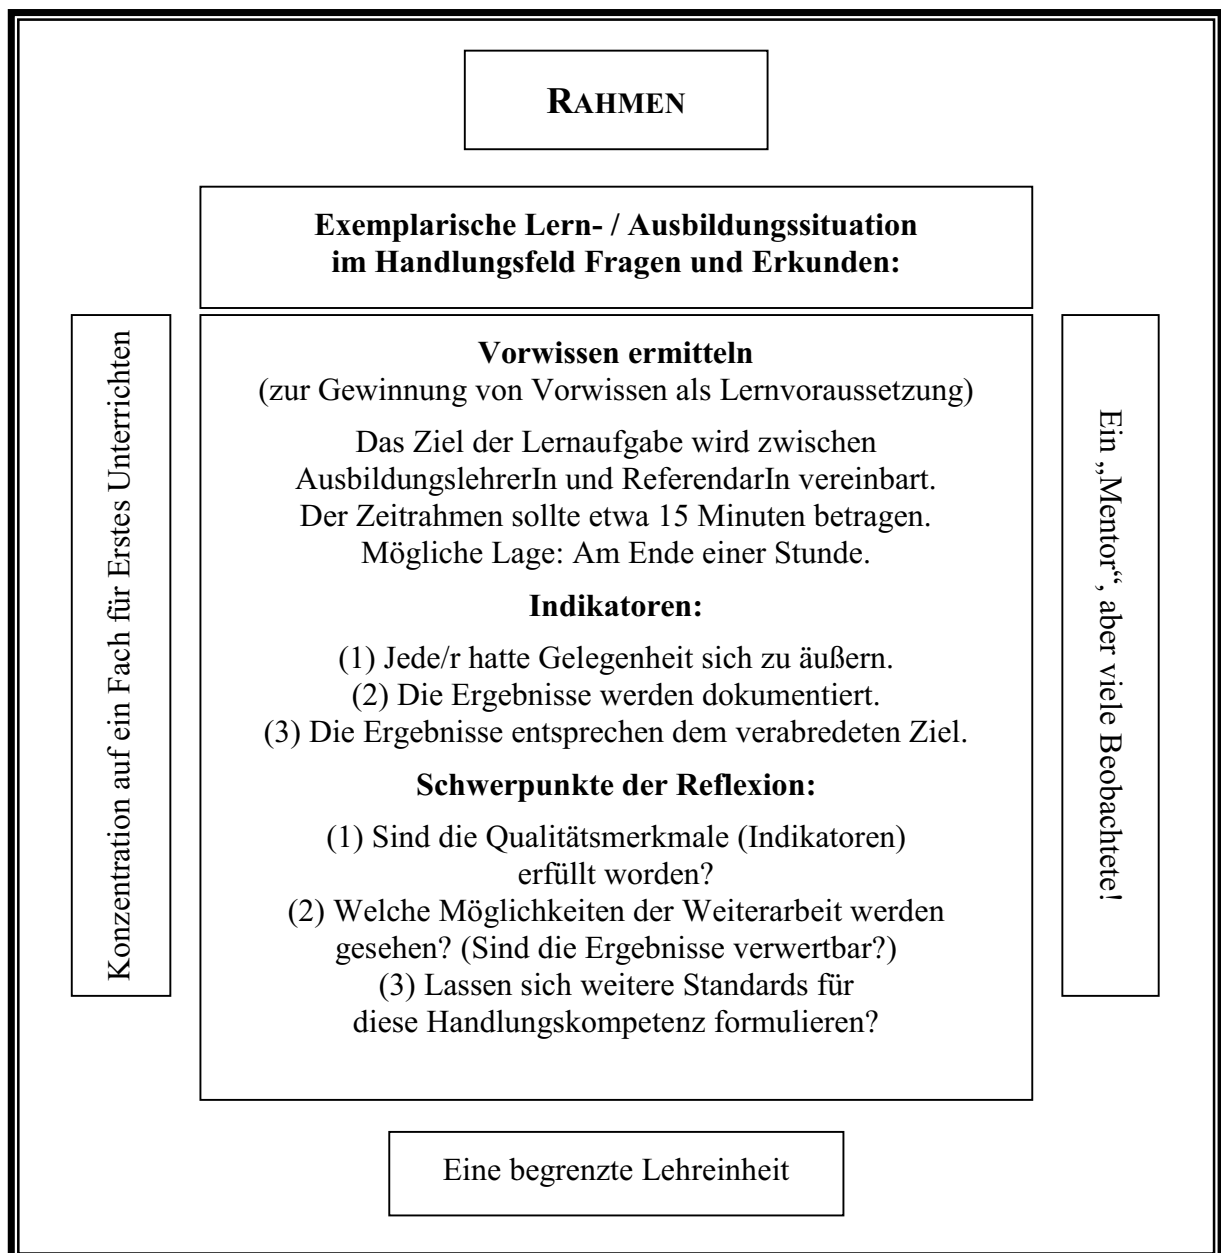 RAHMEN
Exemplarische Lern- / Ausbildungssituation
im Handlungsfeld Fragen und Erkunden:
Konzentration auf ein Fach für Erstes Unterrichten
Vorwissen ermitteln
(zur Gewinnung von Vorwissen als Lernvoraussetzung)
Das Ziel der Lernaufgabe wird zwischen
AusbildungslehrerIn und ReferendarIn vereinbart.
Der Zeitrahmen sollte etwa 15 Minuten betragen.
Mögliche Lage: Am Ende einer Stunde.
Indikatoren:
(1) Jede/r hatte Gelegenheit sich zu äußern.
(2) Die Ergebnisse werden dokumentiert.
(3) Die Ergebnisse entsprechen dem verabredeten Ziel.
Schwerpunkte der Reflexion:
(1) Sind die Qualitätsmerkmale (Indikatoren)
erfüllt worden?
(2) Welche Möglichkeiten der Weiterarbeit werden
gesehen? (Sind die Ergebnisse verwertbar?)
(3) Lassen sich weitere Standards für
diese Handlungskompetenz formulieren?
Ein „Mentor“, aber viele Beobachtete!
Eine begrenzte Lehreinheit